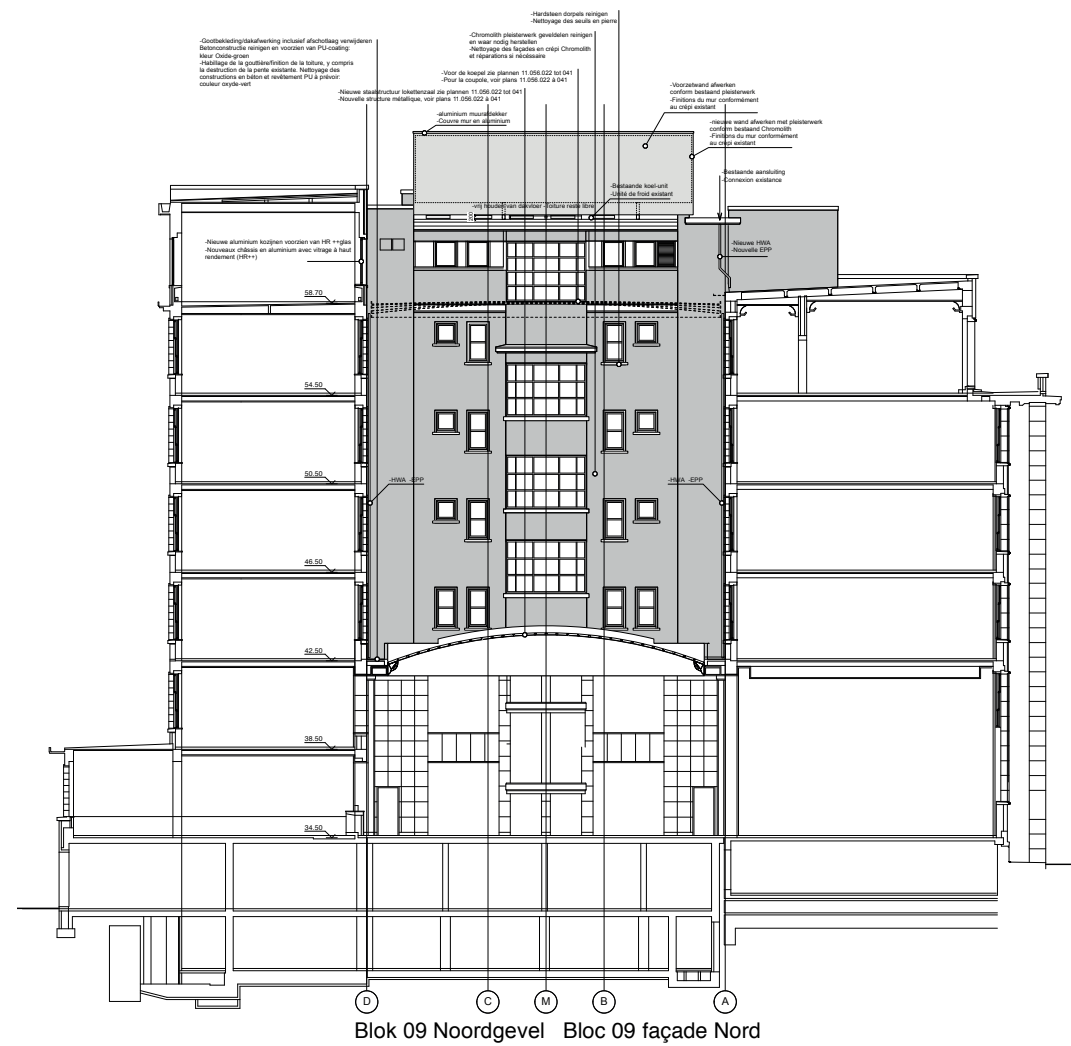 -Hardsteen dorpels reinigen
-Nettoyage des seuils en pierre
-Gootbekleding/dakafwerking inclusief afschotlaag verwijderen
Betonconstructie reinigen en voorzien van PU-coating:
kleur Oxide-groen
-Habillage de la gouttière/finition de la toiture, y compris
la destruction de la pente existante. Nettoyage des
constructions en béton et revêtement PU à prévoir:
couleur oxyde-vert
-Chromolith pleisterwerk geveldelen reinigen
en waar nodig herstellen
-Nettoyage des façades en crépi Chromolith
et réparations si nécéssaire
-Voor de koepel zie plannen 11.056.022 tot 041
-Pour la coupole, voir plans 11.056.022 à 041
-Nieuwe staalstructuur lokettenzaal zie plannen 11.056.022 tot 041
-Nouvelle structure métallique, voir plans 11.056.022 à 041
-Voorzetwand afwerken
conform bestaand pleisterwerk
-Finitions du mur conformément
au crépi existant
-aluminium muurafdekker
-Couvre mur en aluminium
-nieuwe wand afwerken met pleisterwerk
conform bestaand Chromolith
-Finitions du mur conformément
au crépi existant
-Bestaande aansluiting
-Connexion existance
-Bestaande koel-unit
-Unité de froid existant
-vrij houden van dakvloer -Toiture reste libre
200
-Nieuwe aluminium kozijnen voorzien van HR ++glas
-Nouveaux châssis en aluminium avec vitrage à haut
rendement (HR++)
-Nieuwe HWA
-Nouvelle EPP
58.70
54.50
50.50
-HWA -EPP
-HWA -EPP
46.50
42.50
38.50
34.50
D
C
M
B
A
Blok 09 Noordgevel Bloc 09 façade Nord